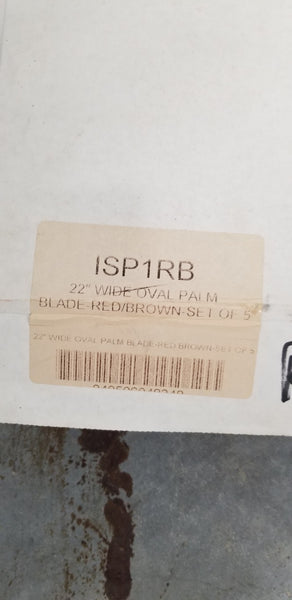 ISP1RB
22" WIDE OVAL PALM
BLADE-RED/BROWN-SET OF 5
22" WIDE OVAL PALM BLADE-RED BROWN-SET OF 5